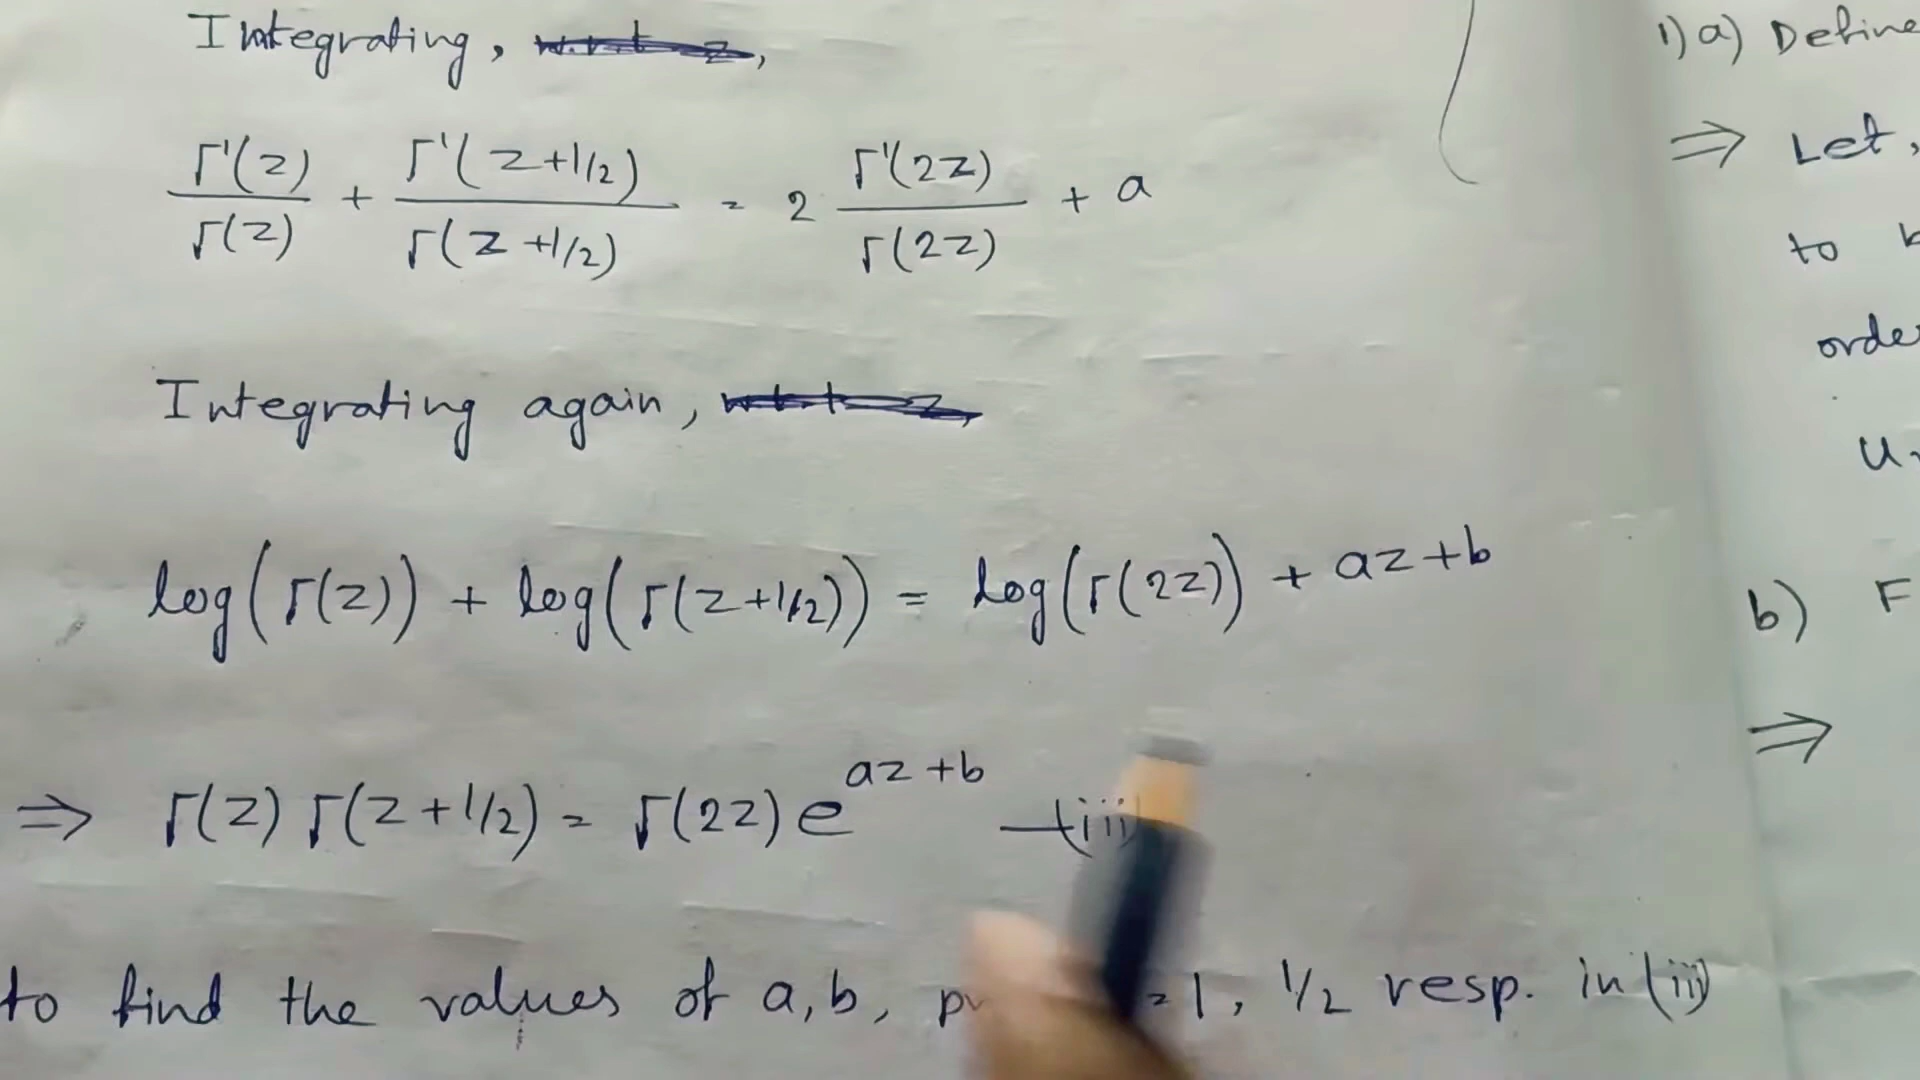 Integrating,
Γ'(z)/Γ(z) + Γ'(z+1/2)/Γ(z+1/2) = 2 Γ'(2z)/Γ(2z) + a
Integrating again,
log(Γ(z)) + log(Γ(z+1/2)) = log(Γ(2z)) + az+b
⇒ Γ(z) Γ(z+1/2) = Γ(2z) e^{az+b} —(iii)
to find the values of a,b, =1, 1/2 resp. in (iii)
1) a) Define
⇒ Let,
to
b)
⇒